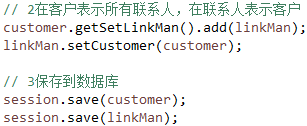 // 2在客户表示所有联系人，在联系人表示客户
customer.getSetLinkMan().add(linkMan);
linkMan.setCustomer(customer);
// 3保存到数据库
session.save(customer);
session.save(linkMan);